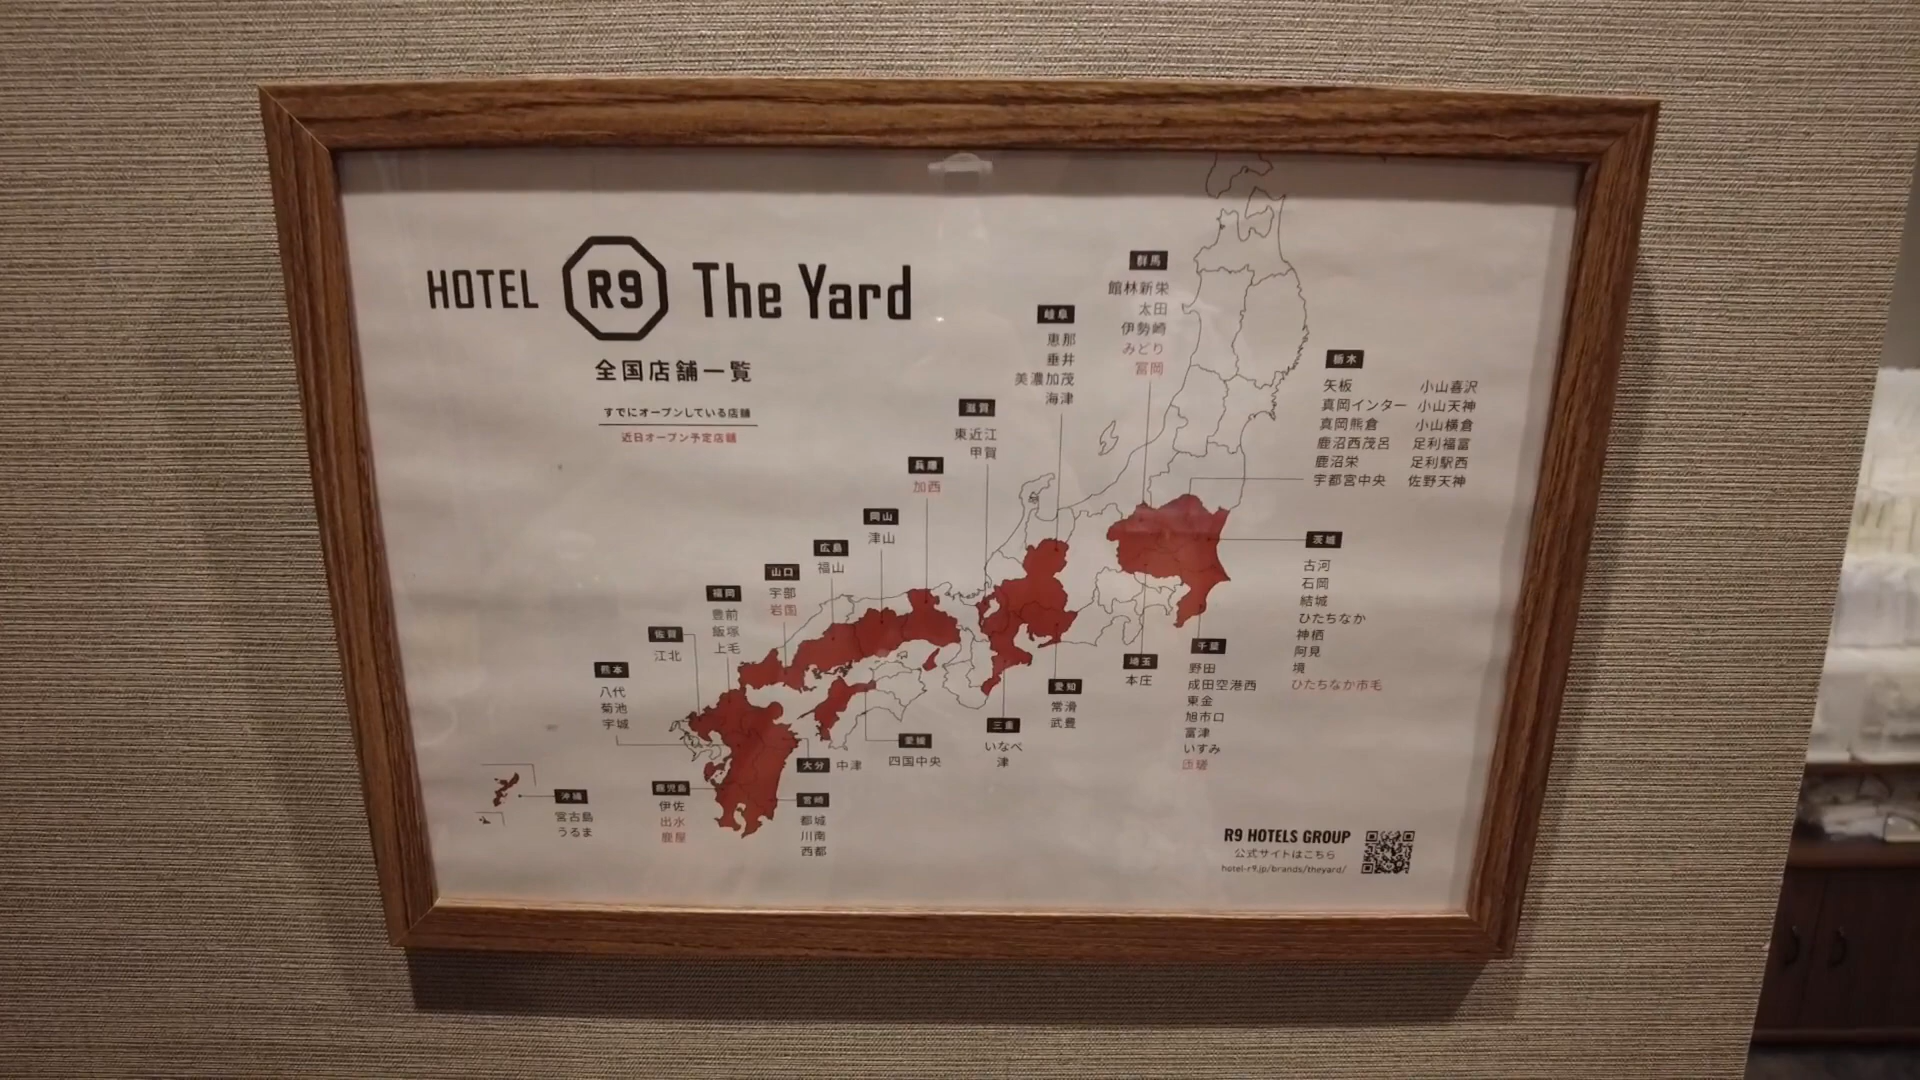 HOTEL R9 The Yard
全国店舗一覧
すでにオープンしている店舗
近日オープン予定店舗
群馬
館林新栄
太田
伊勢崎
みどり
富岡
岐阜
恵那
垂井
美濃加茂
海津
滋賀
東近江
甲賀
兵庫
加西
岡山
津山
広島
福山
山口
宇部
岩国
福岡
豊前
飯塚
上毛
佐賀
江北
熊本
八代
菊池
宇城
沖縄
宮古島
うるま
鹿児島
伊佐
出水
鹿屋
宮崎
都城
川南
西都
大分 中津
愛媛
四国中央
三重
いなべ
津
愛知
常滑
武豊
埼玉
本庄
千葉
野田
成田空港西
東金
旭市口
富津
いすみ
匝瑳
栃木
矢板 小山喜沢
真岡インター 小山天神
真岡熊倉 小山横倉
鹿沼西茂呂 足利福富
鹿沼栄 足利駅西
宇都宮中央 佐野天神
茨城
古河
石岡
結城
ひたちなか
神栖
阿見
境
ひたちなか市毛
R9 HOTELS GROUP
公式サイトはこちら
hotel-r9.jp/brands/theyard/